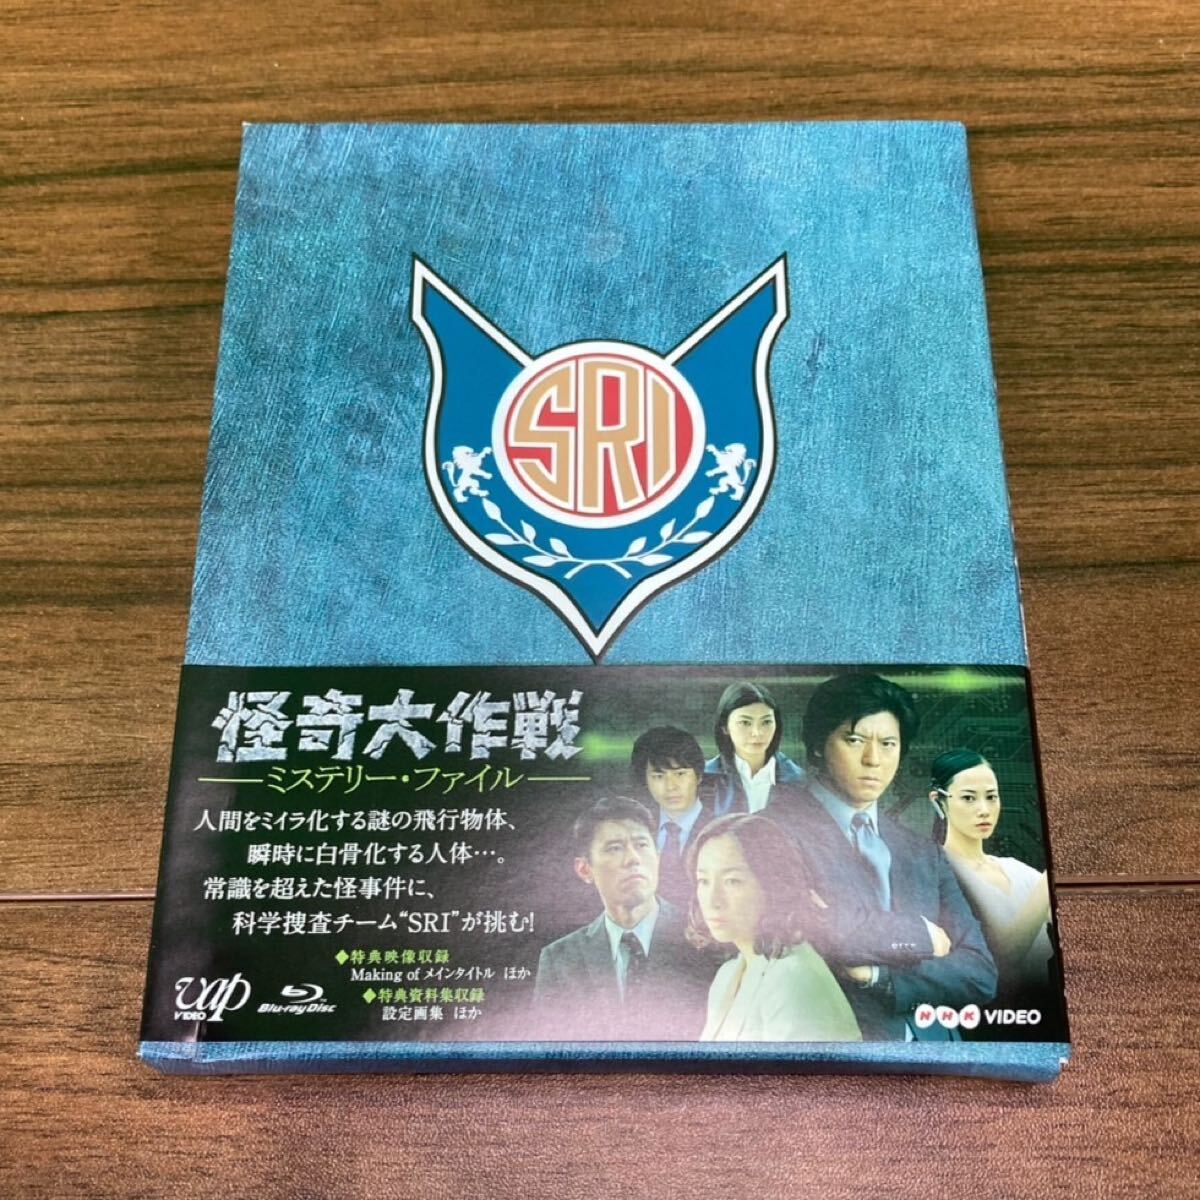 SRI
怪奇大作戦
ミステリー・ファイル
人間をミイラ化する謎の飛行物体、
瞬時に白骨化する人体…。
常識を超えた怪事件に、
科学捜査チーム“SRI”が挑む!
◆特典映像収録
Making of メインタイトル ほか
◆特典資料集収録
設定画集 ほか
vap
VIDEO
Blu-ray Disc
NHK VIDEO